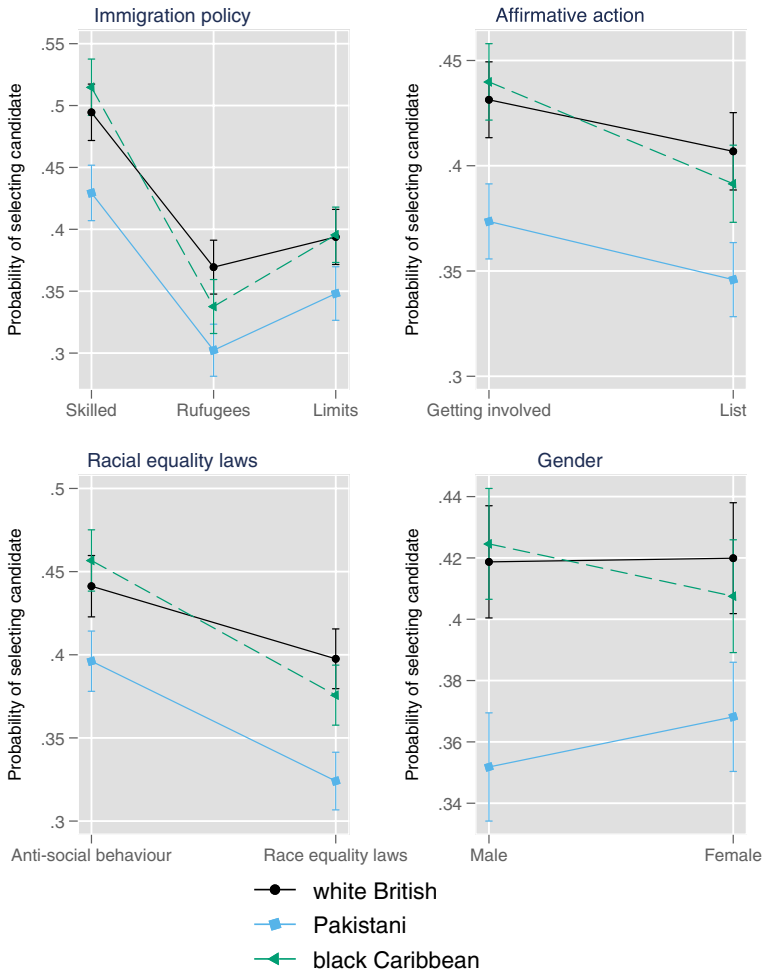 Immigration policy
Probability of selecting candidate
.55
.5
.45
.4
.35
.3
Skilled
Rufugees
Limits
Affirmative action
Probability of selecting candidate
.45
.4
.35
.3
Getting involved
List
Racial equality laws
Probability of selecting candidate
.5
.45
.4
.35
.3
Anti-social behaviour
Race equality laws
Gender
Probability of selecting candidate
.44
.42
.4
.38
.36
.34
Male
Female
white British
Pakistani
black Caribbean